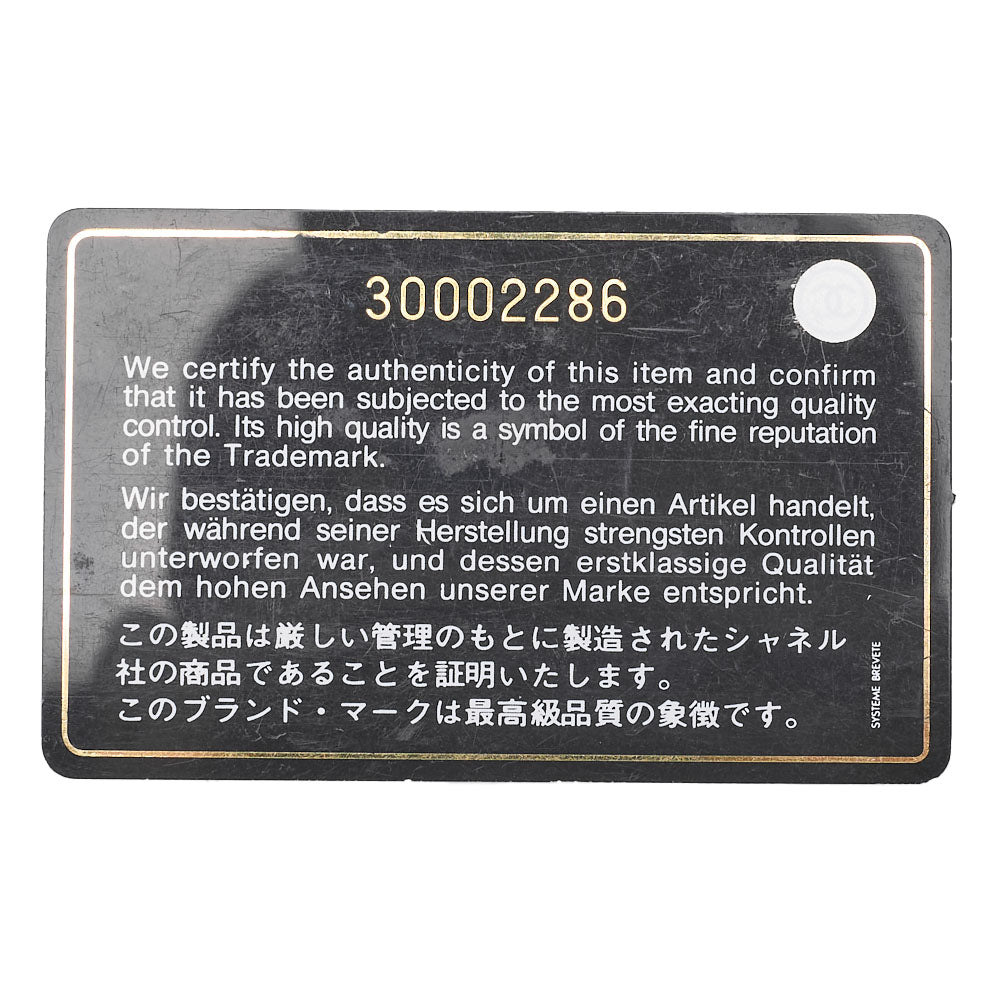 30002286
We certify the authenticity of this item and confirm
that it has been subjected to the most exacting quality
control. Its high quality is a symbol of the fine reputation
of the Trademark.
Wir bestätigen, dass es sich um einen Artikel handelt,
der während seiner Herstellung strengsten Kontrollen
unterworfen war, und dessen erstklassige Qualität
dem hohen Ansehen unserer Marke entspricht.
この製品は厳しい管理のもとに製造されたシャネル
社の商品であることを証明いたします。
このブランド・マークは最高級品質の象徴です。
SYSTEME BREVETE